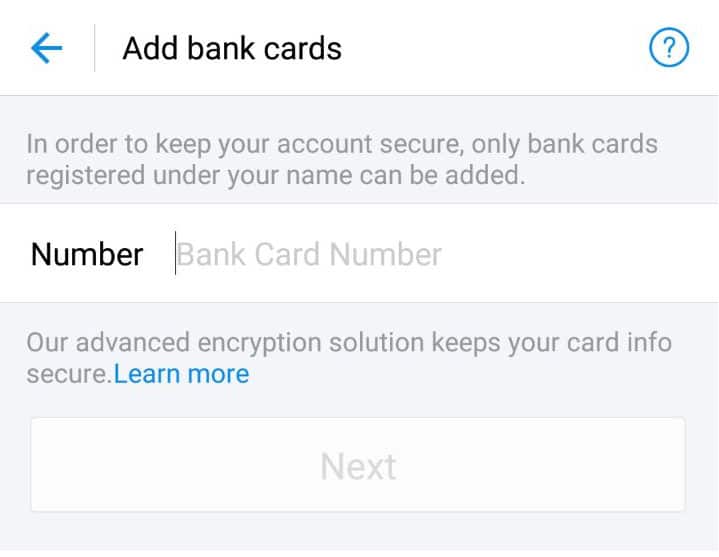 Add bank cards
?
In order to keep your account secure, only bank cards
registered under your name can be added.
Number Bank Card Number
Our advanced encryption solution keeps your card info
secure.Learn more
Next